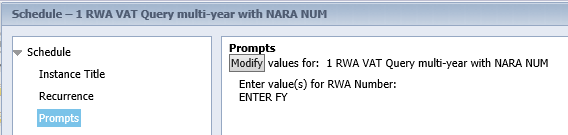 Schedule – 1 RWA VAT Query multi-year with NARA NUM
Schedule
Instance Title
Recurrence
Prompts
Prompts
Modify values for: 1 RWA VAT Query multi-year with NARA NUM
Enter value(s) for RWA Number:
ENTER FY